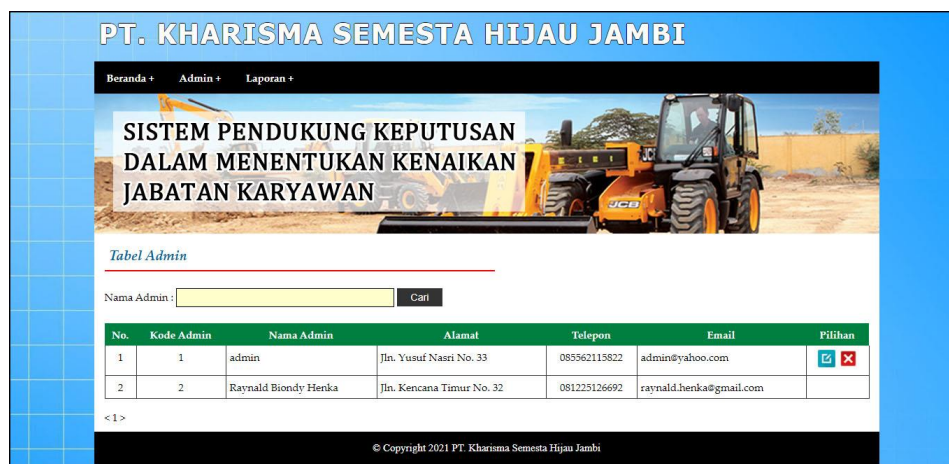 PT. KHARISMA SEMESTA HIJAU JAMBI
Beranda + Admin + Laporan +
SISTEM PENDUKUNG KEPUTUSAN
DALAM MENENTUKAN KENAIKAN
JABATAN KARYAWAN
JCB
Tabel Admin
Nama Admin : Cari
No. Kode Admin Nama Admin Alamat Telepon Email Pilihan
1 1 admin Jln. Yusuf Nasri No. 33 085562115822 admin@yahoo.com
2 2 Raynald Biondy Henka Jln. Kencana Timur No. 32 081225126692 raynald.henka@gmail.com
< 1 >
© Copyright 2021 PT. Kharisma Semesta Hijau Jambi